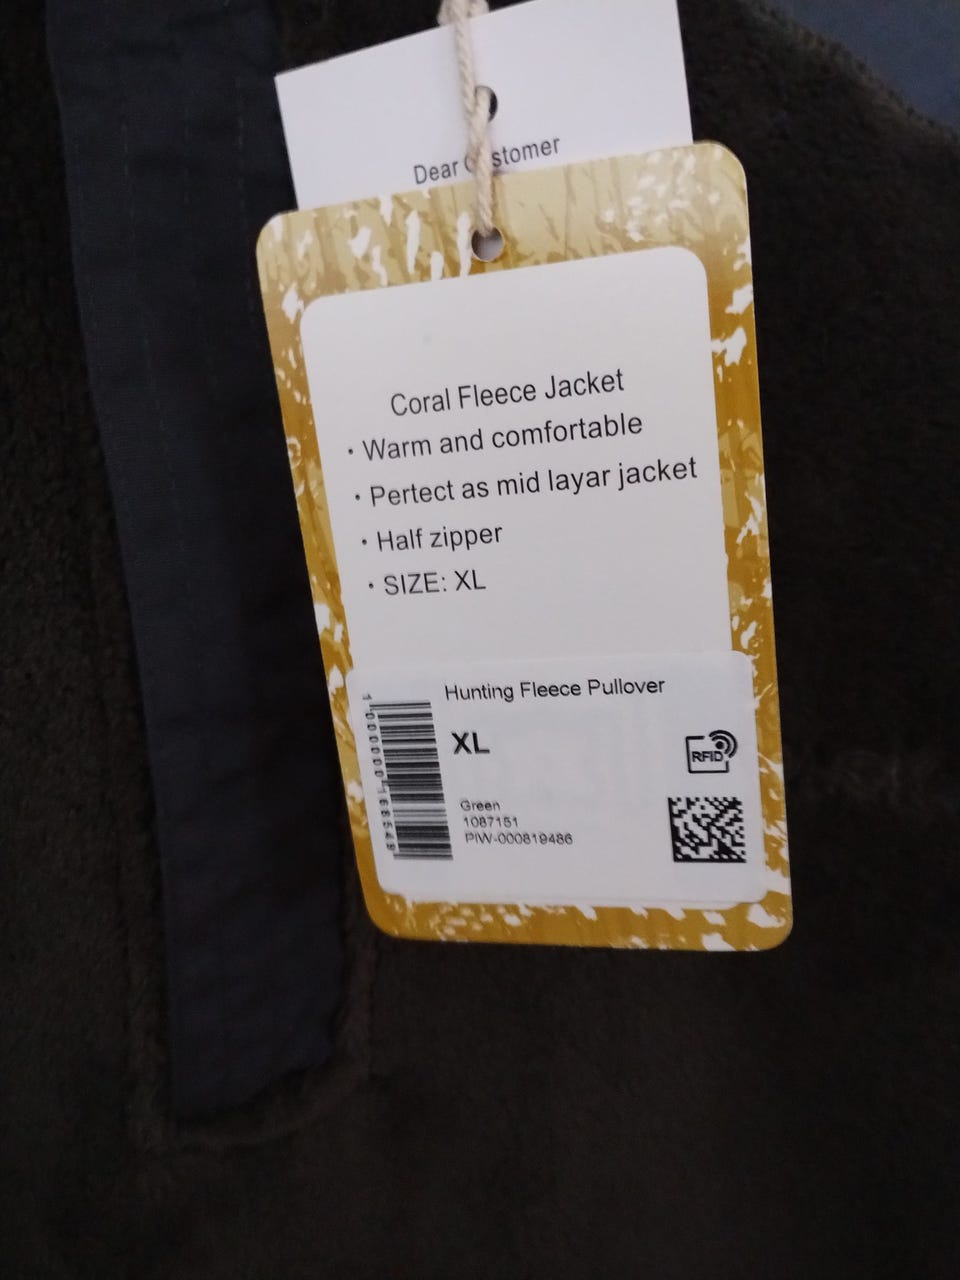 Dear Customer
Coral Fleece Jacket
· Warm and comfortable
· Pertect as mid layar jacket
· Half zipper
· SIZE: XL
Hunting Fleece Pullover
XL
RFID
Green
1087151
PIW-000819486